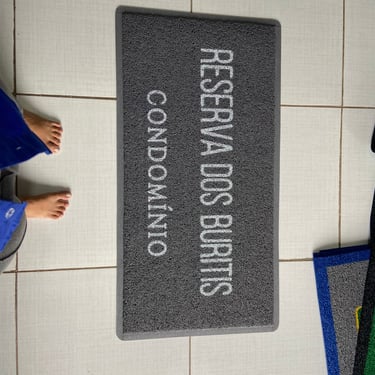 RESERVA DOS BURITIS
CONDOMÍNIO